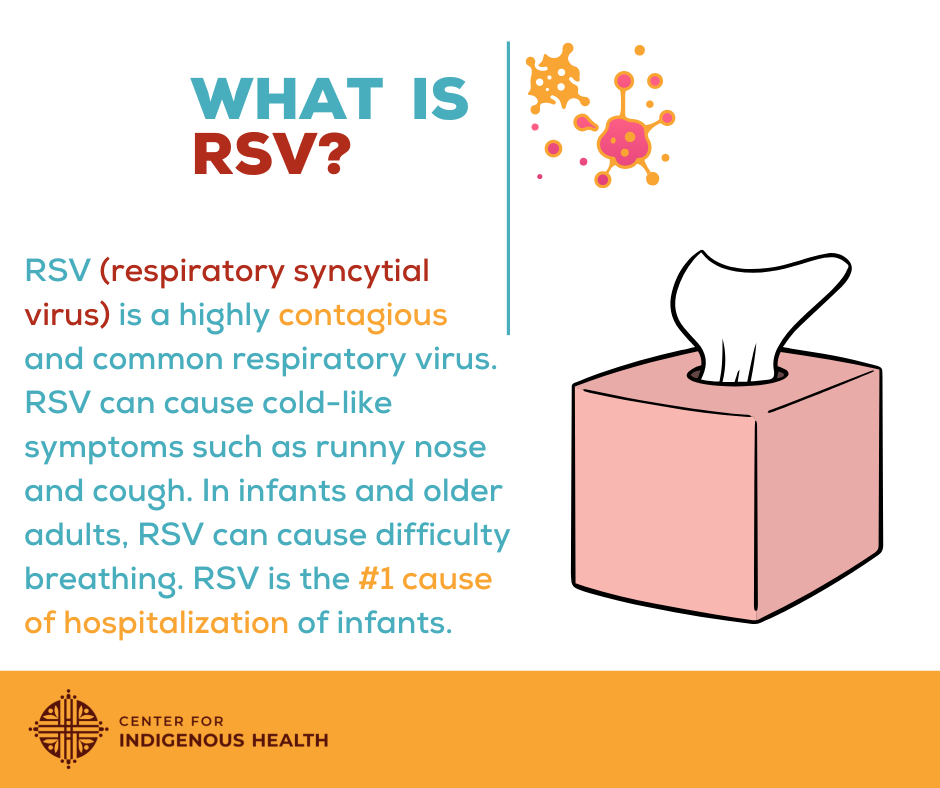 WHAT IS
RSV?
RSV (respiratory syncytial
virus) is a highly contagious
and common respiratory virus.
RSV can cause cold-like
symptoms such as runny nose
and cough. In infants and older
adults, RSV can cause difficulty
breathing. RSV is the #1 cause
of hospitalization of infants.
CENTER FOR
INDIGENOUS HEALTH